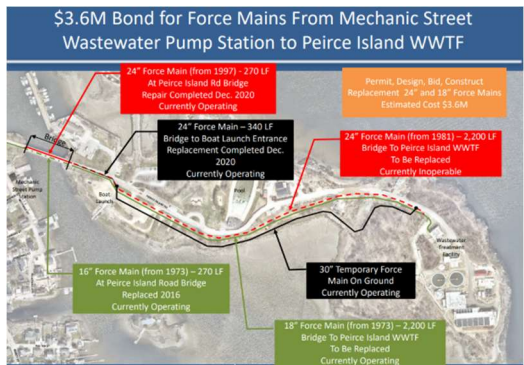 $3.6M Bond for Force Mains From Mechanic Street
Wastewater Pump Station to Peirce Island WWTF
24" Force Main (from 1997) - 270 LF
At Peirce Island Rd Bridge
Repair Completed Dec. 2020
Currently Operating
Permit, Design, Bid, Construct
Replacement 24" and 18" Force Mains
Estimated Cost $3.6M
24" Force Main – 340 LF
Bridge to Boat Launch Entrance
Replacement Completed Dec.
2020
Currently Operating
24" Force Main (from 1981) – 2,200 LF
Bridge To Peirce Island WWTF
To Be Replaced
Currently Inoperable
Bridge
Mechanic
Street Pump
Station
Boat
Launch
Pool
Wastewater
Treatment
Facility
16" Force Main (from 1973) – 270 LF
At Peirce Island Road Bridge
Replaced 2016
Currently Operating
30" Temporary Force
Main On Ground
Currently Operating
18" Force Main (from 1973) – 2,200 LF
Bridge To Peirce Island WWTF
To Be Replaced
Currently Operating